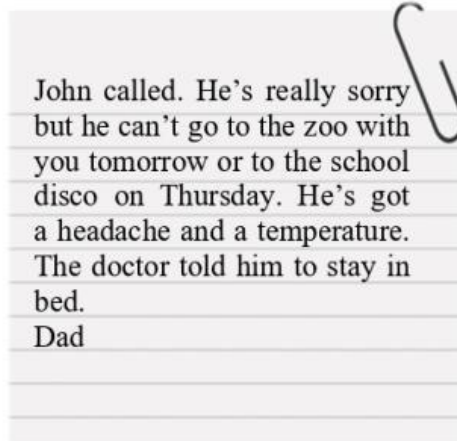 John called. He’s really sorry
but he can’t go to the zoo with
you tomorrow or to the school
disco on Thursday. He’s got
a headache and a temperature.
The doctor told him to stay in
bed.
Dad